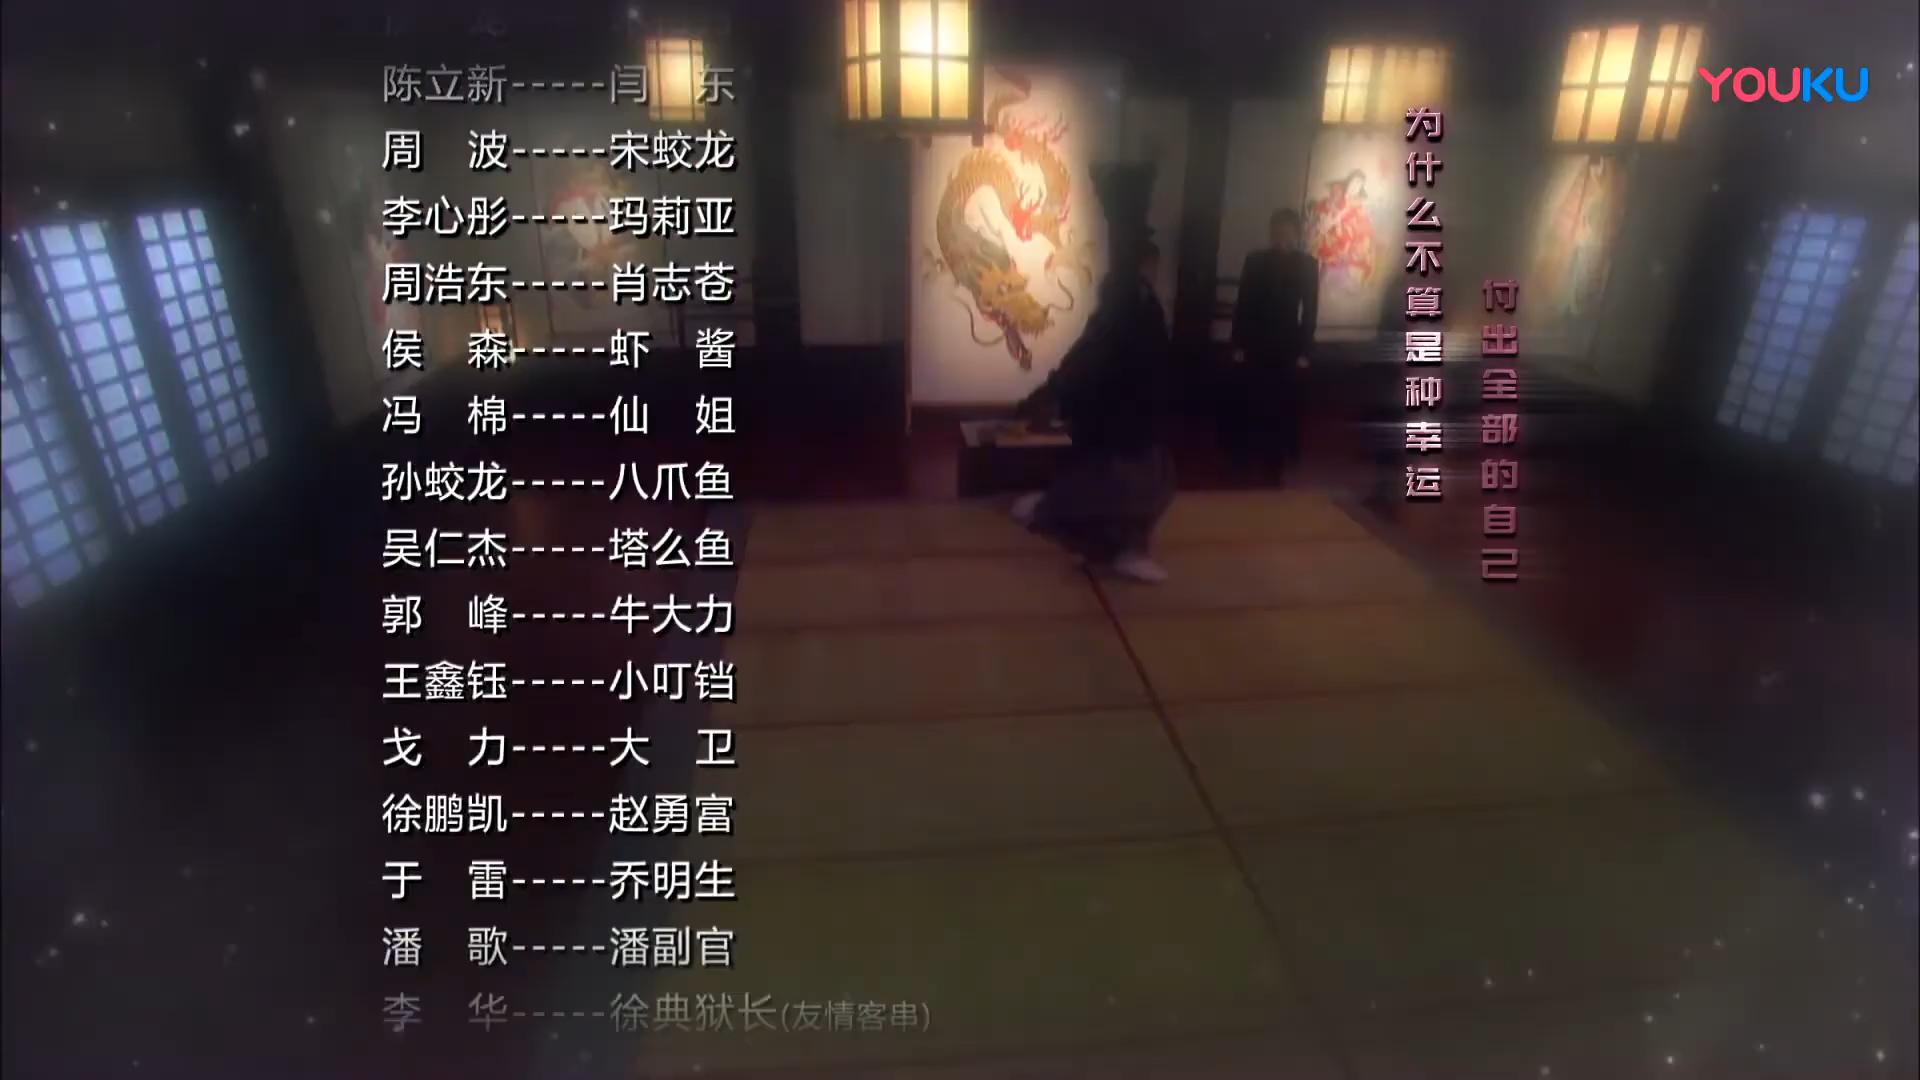 陈立新-----闫　东
周　波-----宋蛟龙
李心彤-----玛莉亚
周浩东-----肖志苍
侯　森-----虾　酱
冯　棉-----仙　姐
孙蛟龙-----八爪鱼
吴仁杰-----塔么鱼
郭　峰-----牛大力
王鑫钰-----小叮铛
戈　力-----大　卫
徐鹏凯-----赵勇富
于　雷-----乔明生
潘　歌-----潘副官
李　华-----徐典狱长(友情客串)
为什么不算是种幸运
付出全部的自己
YOUKU